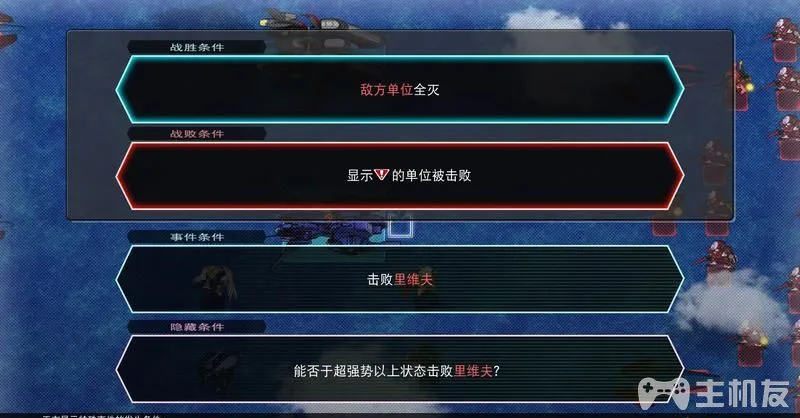 战胜条件
敌方单位全灭
战败条件
显示!的单位被击败
事件条件
击败里维夫
隐藏条件
能否于超强势以上状态击败里维夫?
主机友